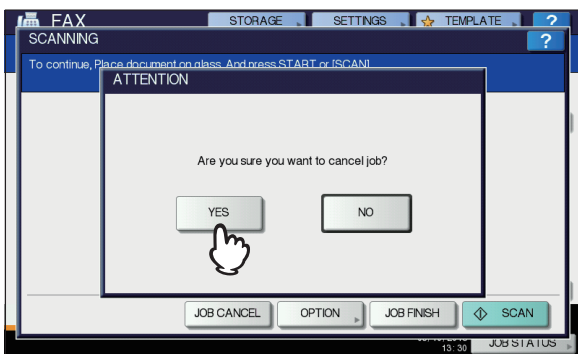 FAX STORAGE SETTINGS TEMPLATE ?
SCANNING ?
To continue, Place document on glass. And press START or [SCAN]
ATTENTION
Are you sure you want to cancel job?
YES NO
JOB CANCEL OPTION JOB FINISH SCAN
13:30 JOB STATUS